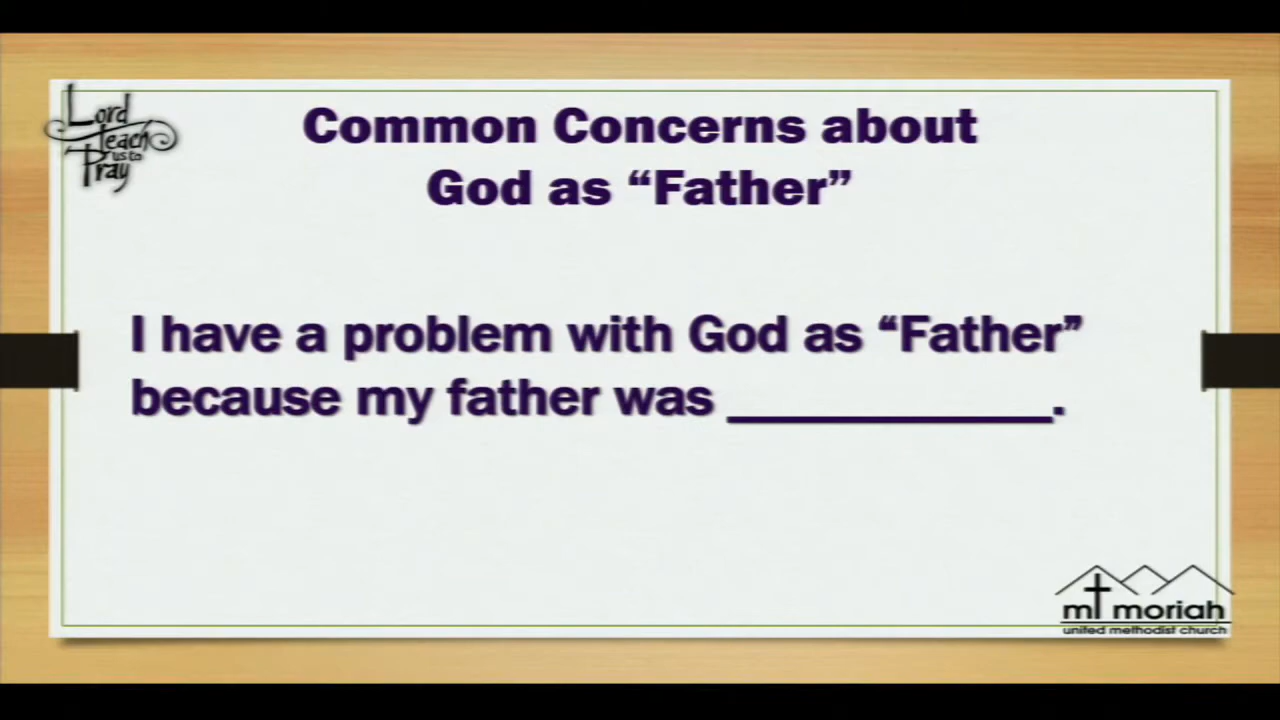 Lord
Teach
us to
Pray
Common Concerns about
God as “Father”
I have a problem with God as “Father”
because my father was ___________.
mt moriah
united methodist church